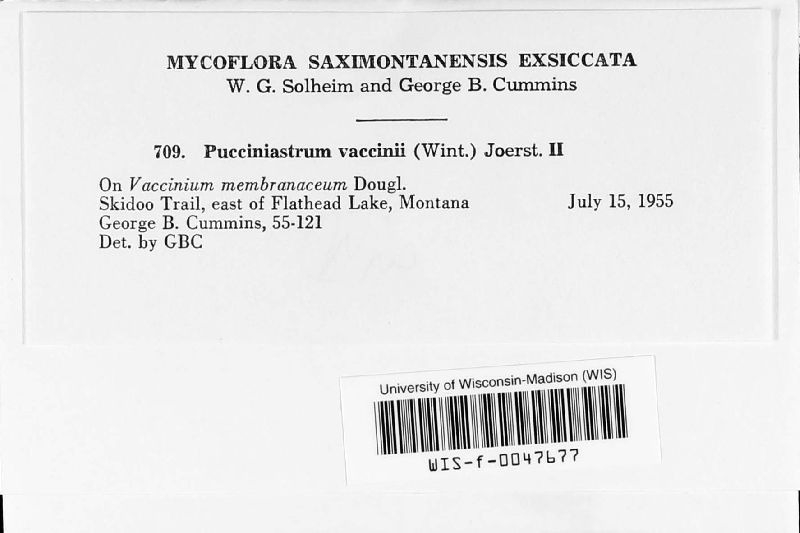 MYCOFLORA SAXIMONTANENSIS EXSICCATA
W. G. Solheim and George B. Cummins
709. Pucciniastrum vaccinii (Wint.) Joerst. II
On Vaccinium membranaceum Dougl.
Skidoo Trail, east of Flathead Lake, Montana July 15, 1955
George B. Cummins, 55-121
Det. by GBC
University of Wisconsin-Madison (WIS)
WIS-f-0047677